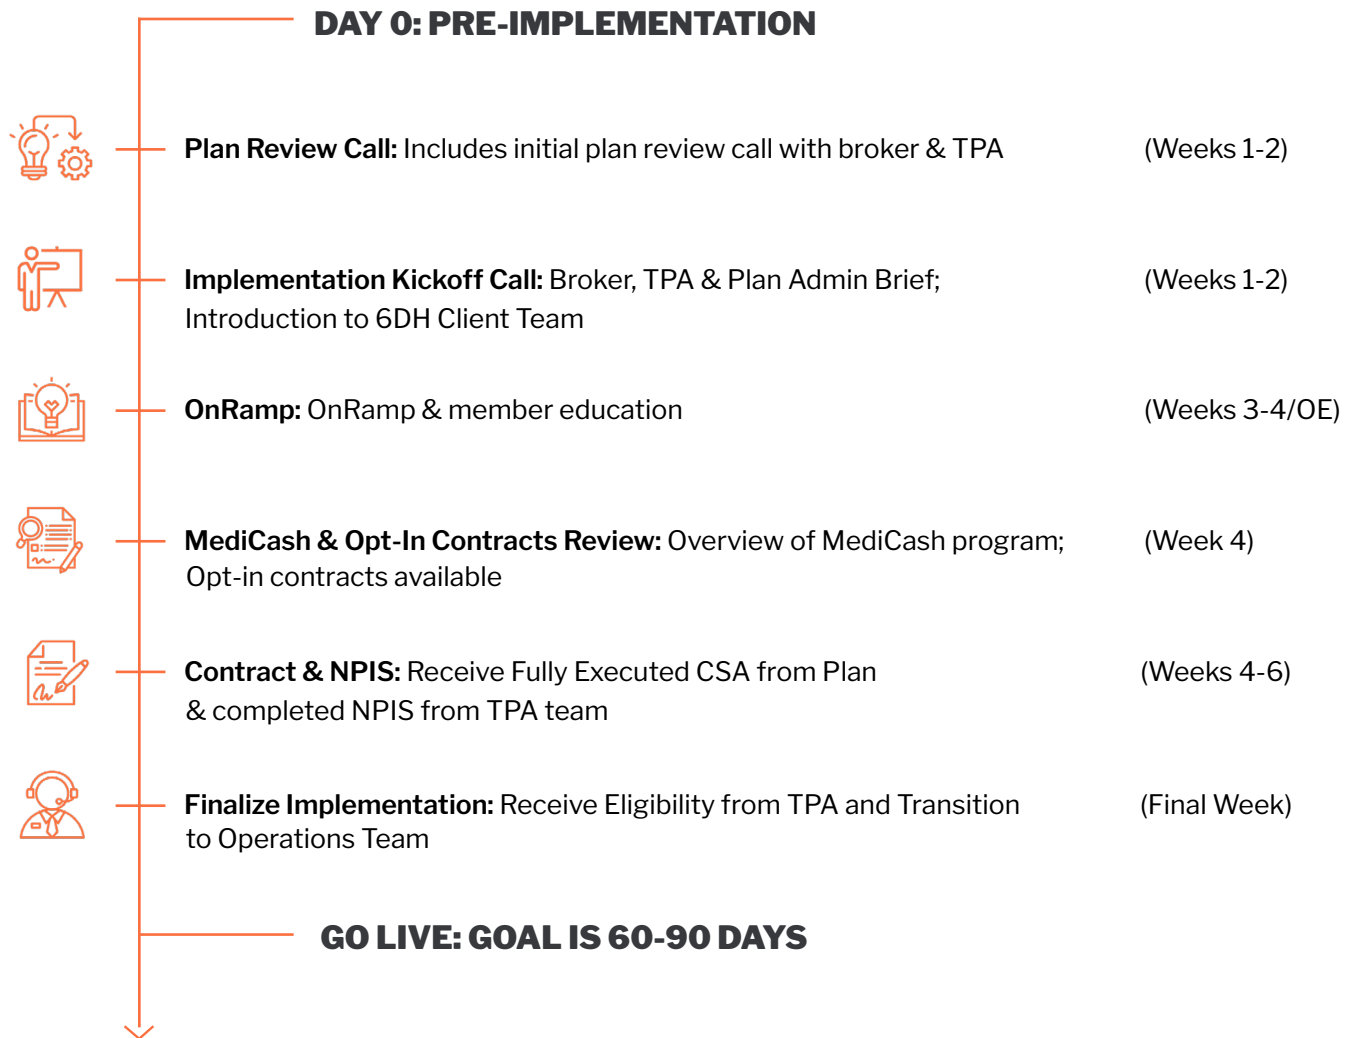 DAY 0: PRE-IMPLEMENTATION
Plan Review Call: Includes initial plan review call with broker & TPA (Weeks 1-2)
Implementation Kickoff Call: Broker, TPA & Plan Admin Brief; (Weeks 1-2)
Introduction to 6DH Client Team
OnRamp: OnRamp & member education (Weeks 3-4/OE)
MediCash & Opt-In Contracts Review: Overview of MediCash program; (Week 4)
Opt-in contracts available
Contract & NPIS: Receive Fully Executed CSA from Plan (Weeks 4-6)
& completed NPIS from TPA team
Finalize Implementation: Receive Eligibility from TPA and Transition (Final Week)
to Operations Team
GO LIVE: GOAL IS 60-90 DAYS